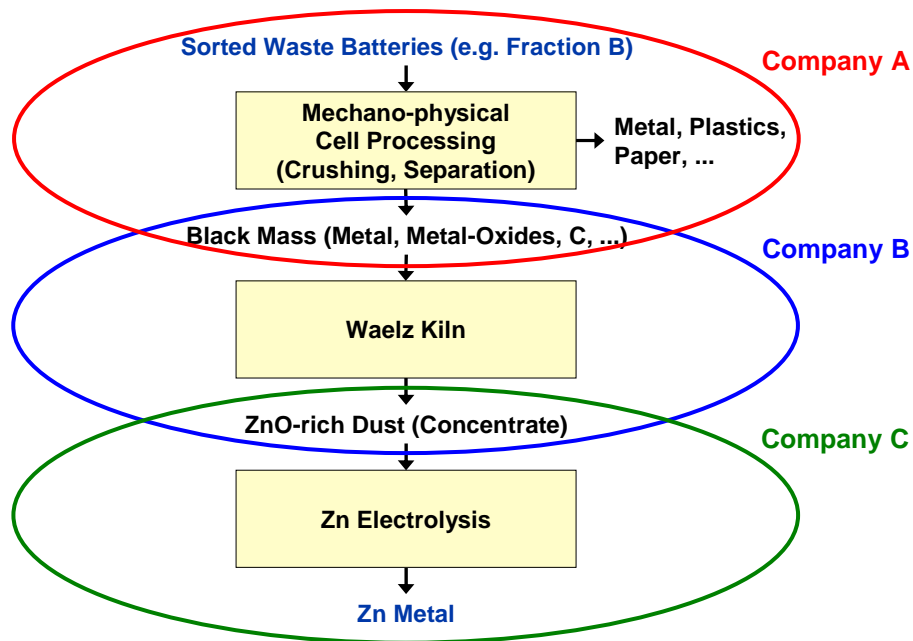 Sorted Waste Batteries (e.g. Fraction B)
Company A
Mechano-physical
Cell Processing
(Crushing, Separation)
Metal, Plastics,
Paper, ...
Black Mass (Metal, Metal-Oxides, C, ...)
Company B
Waelz Kiln
ZnO-rich Dust (Concentrate)
Company C
Zn Electrolysis
Zn Metal